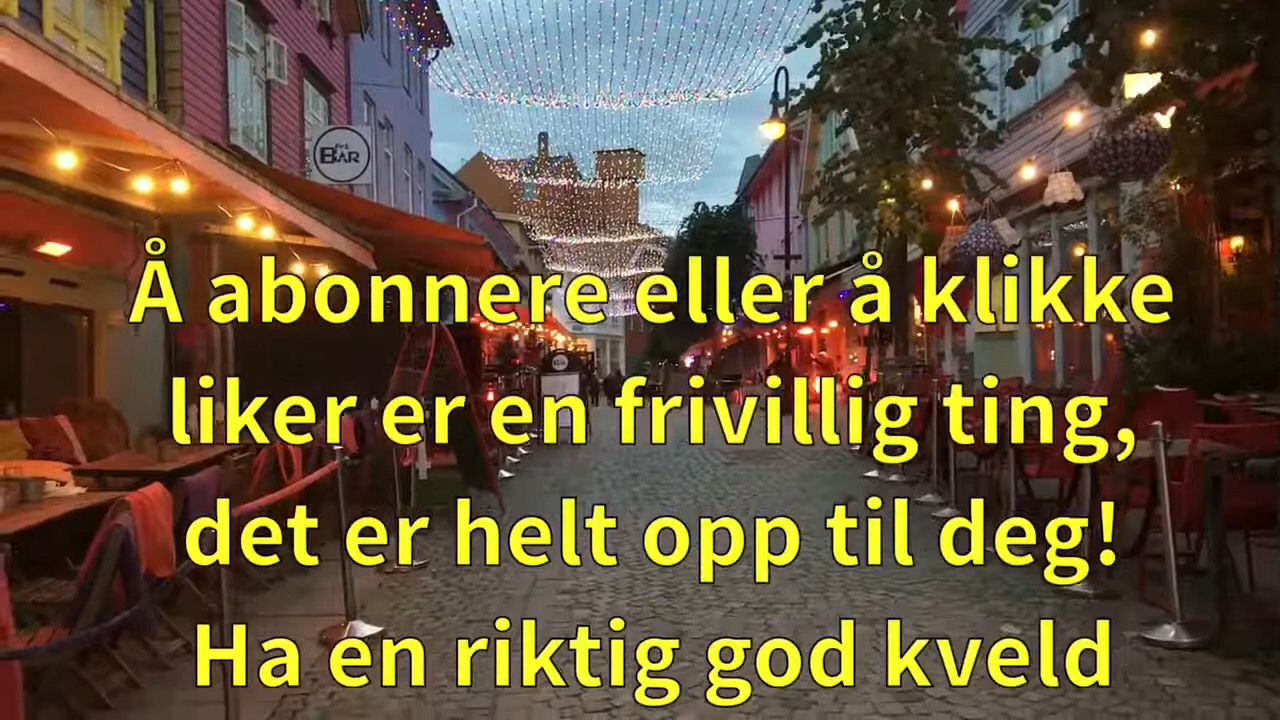 BAR
Å abonnere eller å klikke
liker er en frivillig ting,
det er helt opp til deg!
Ha en riktig god kveld